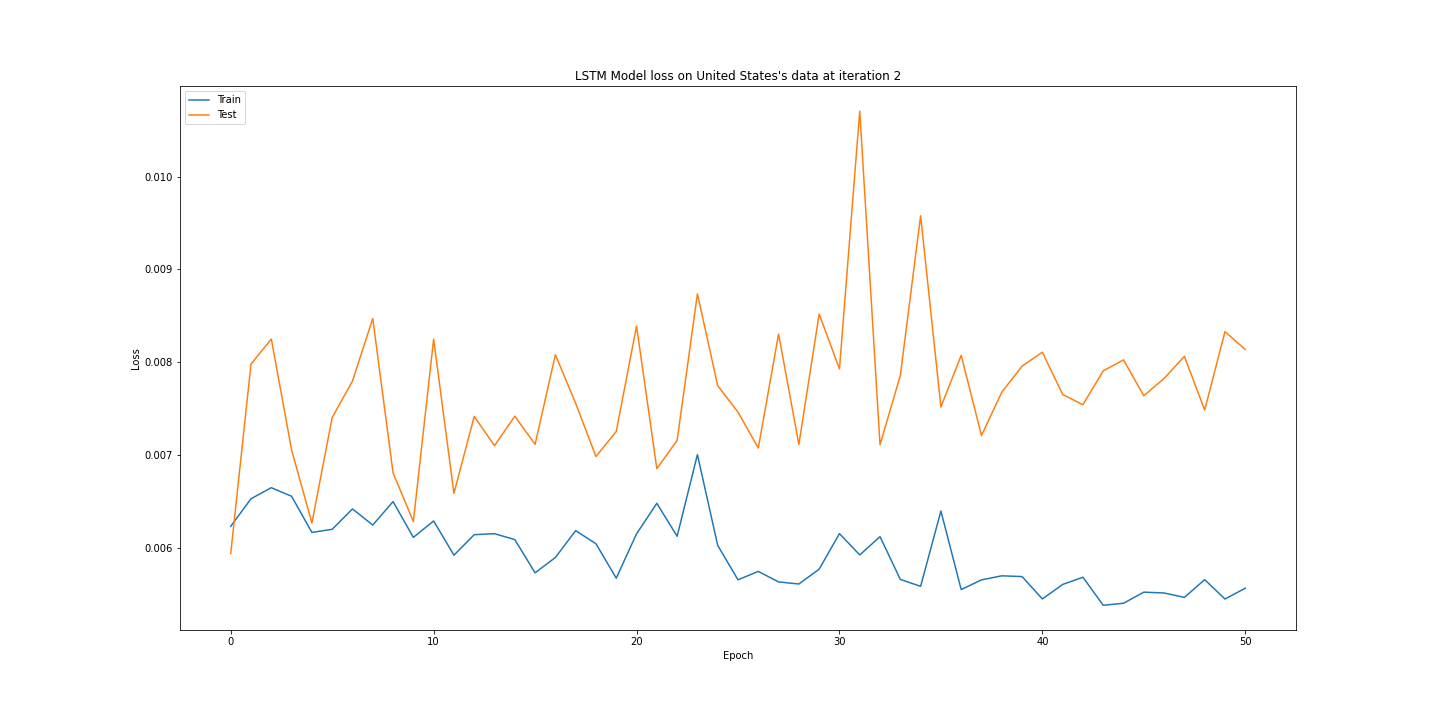 LSTM Model loss on United States's data at iteration 2
Train
Test
0.010
0.009
0.008
0.007
0.006
Loss
0 10 20 30 40 50
Epoch